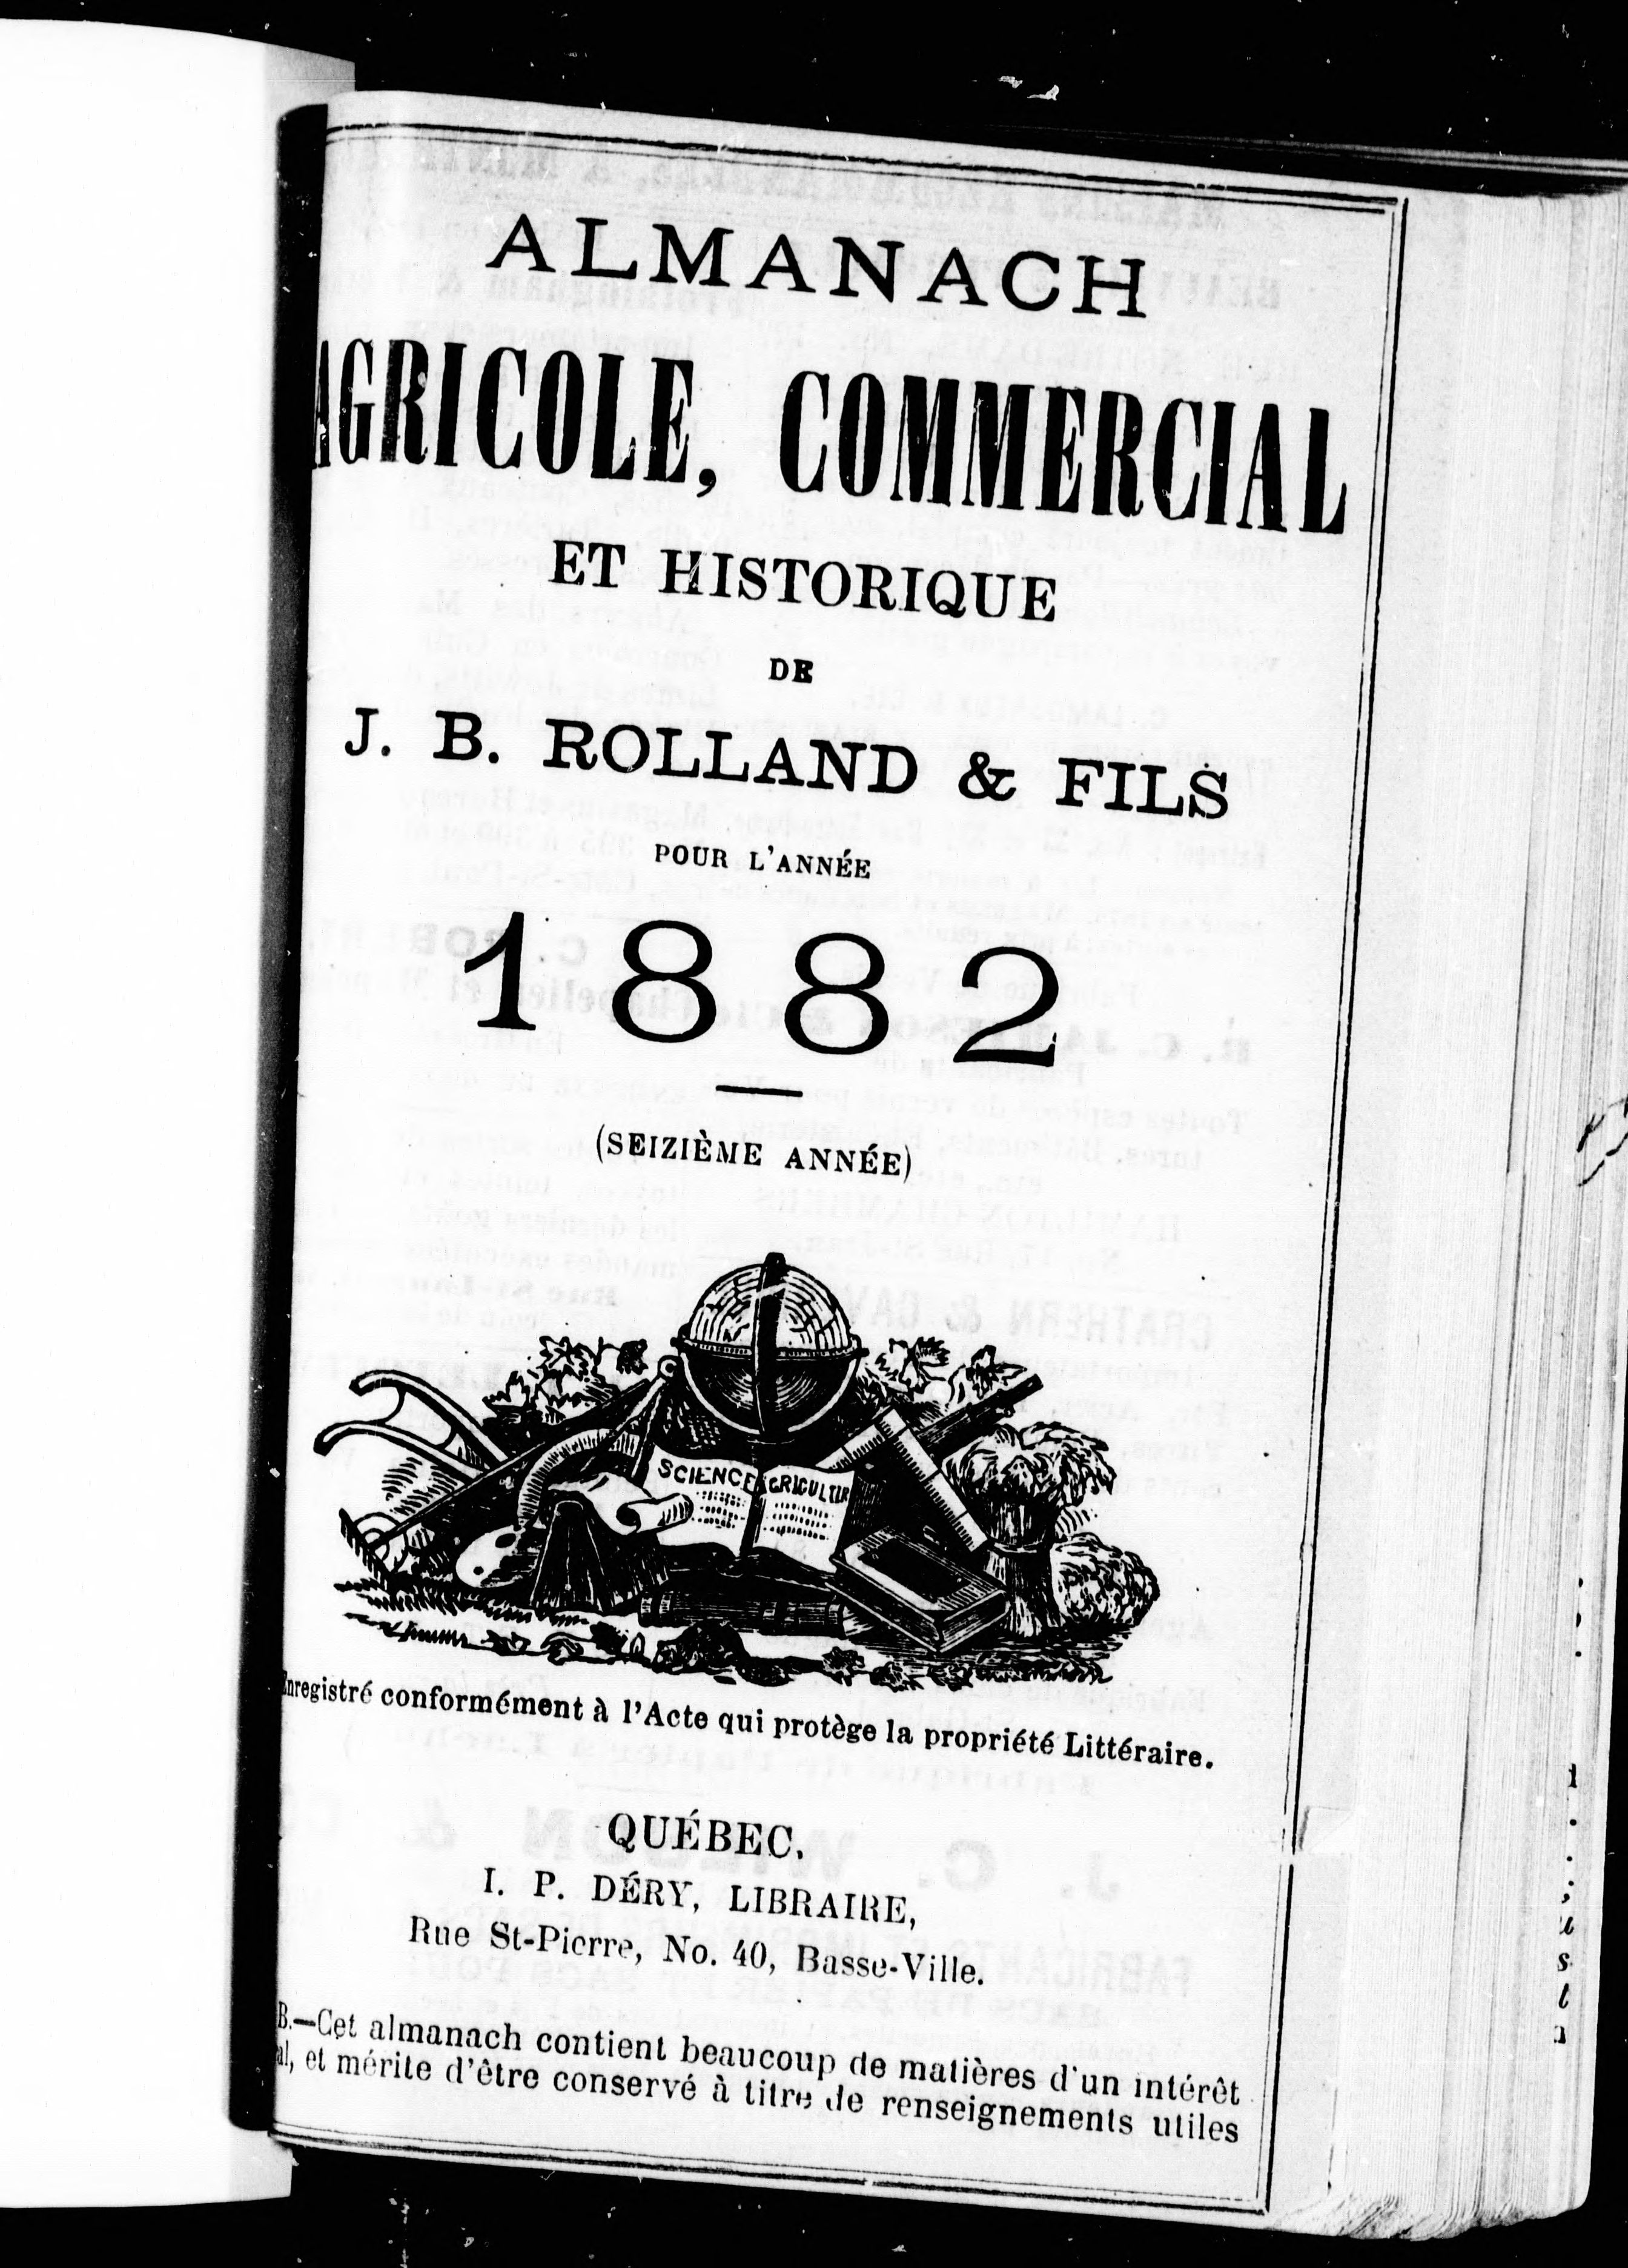 ALMANACH
AGRICOLE, COMMERCIAL
ET HISTORIQUE
DE
J. B. ROLLAND & FILS
POUR L'ANNÉE
1882
(SEIZIÈME ANNÉE)
SCIENCE AGRICULTUR
Enregistré conformément à l'Acte qui protège la propriété Littéraire.
QUÉBEC,
I. P. DÉRY, LIBRAIRE,
Rue St-Pierre, No. 40, Basse-Ville.
B.—Cet almanach contient beaucoup de matières d'un intérêt
al, et mérite d'être conservé à titre de renseignements utiles